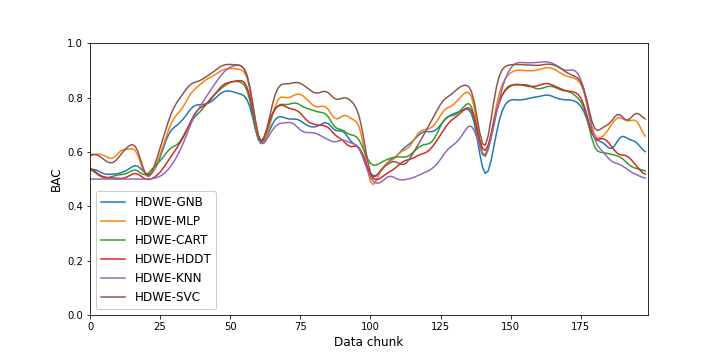 1.0
0.8
0.6
0.4
0.2
0.0
BAC
HDWE-GNB
HDWE-MLP
HDWE-CART
HDWE-HDDT
HDWE-KNN
HDWE-SVC
0 25 50 75 100 125 150 175
Data chunk